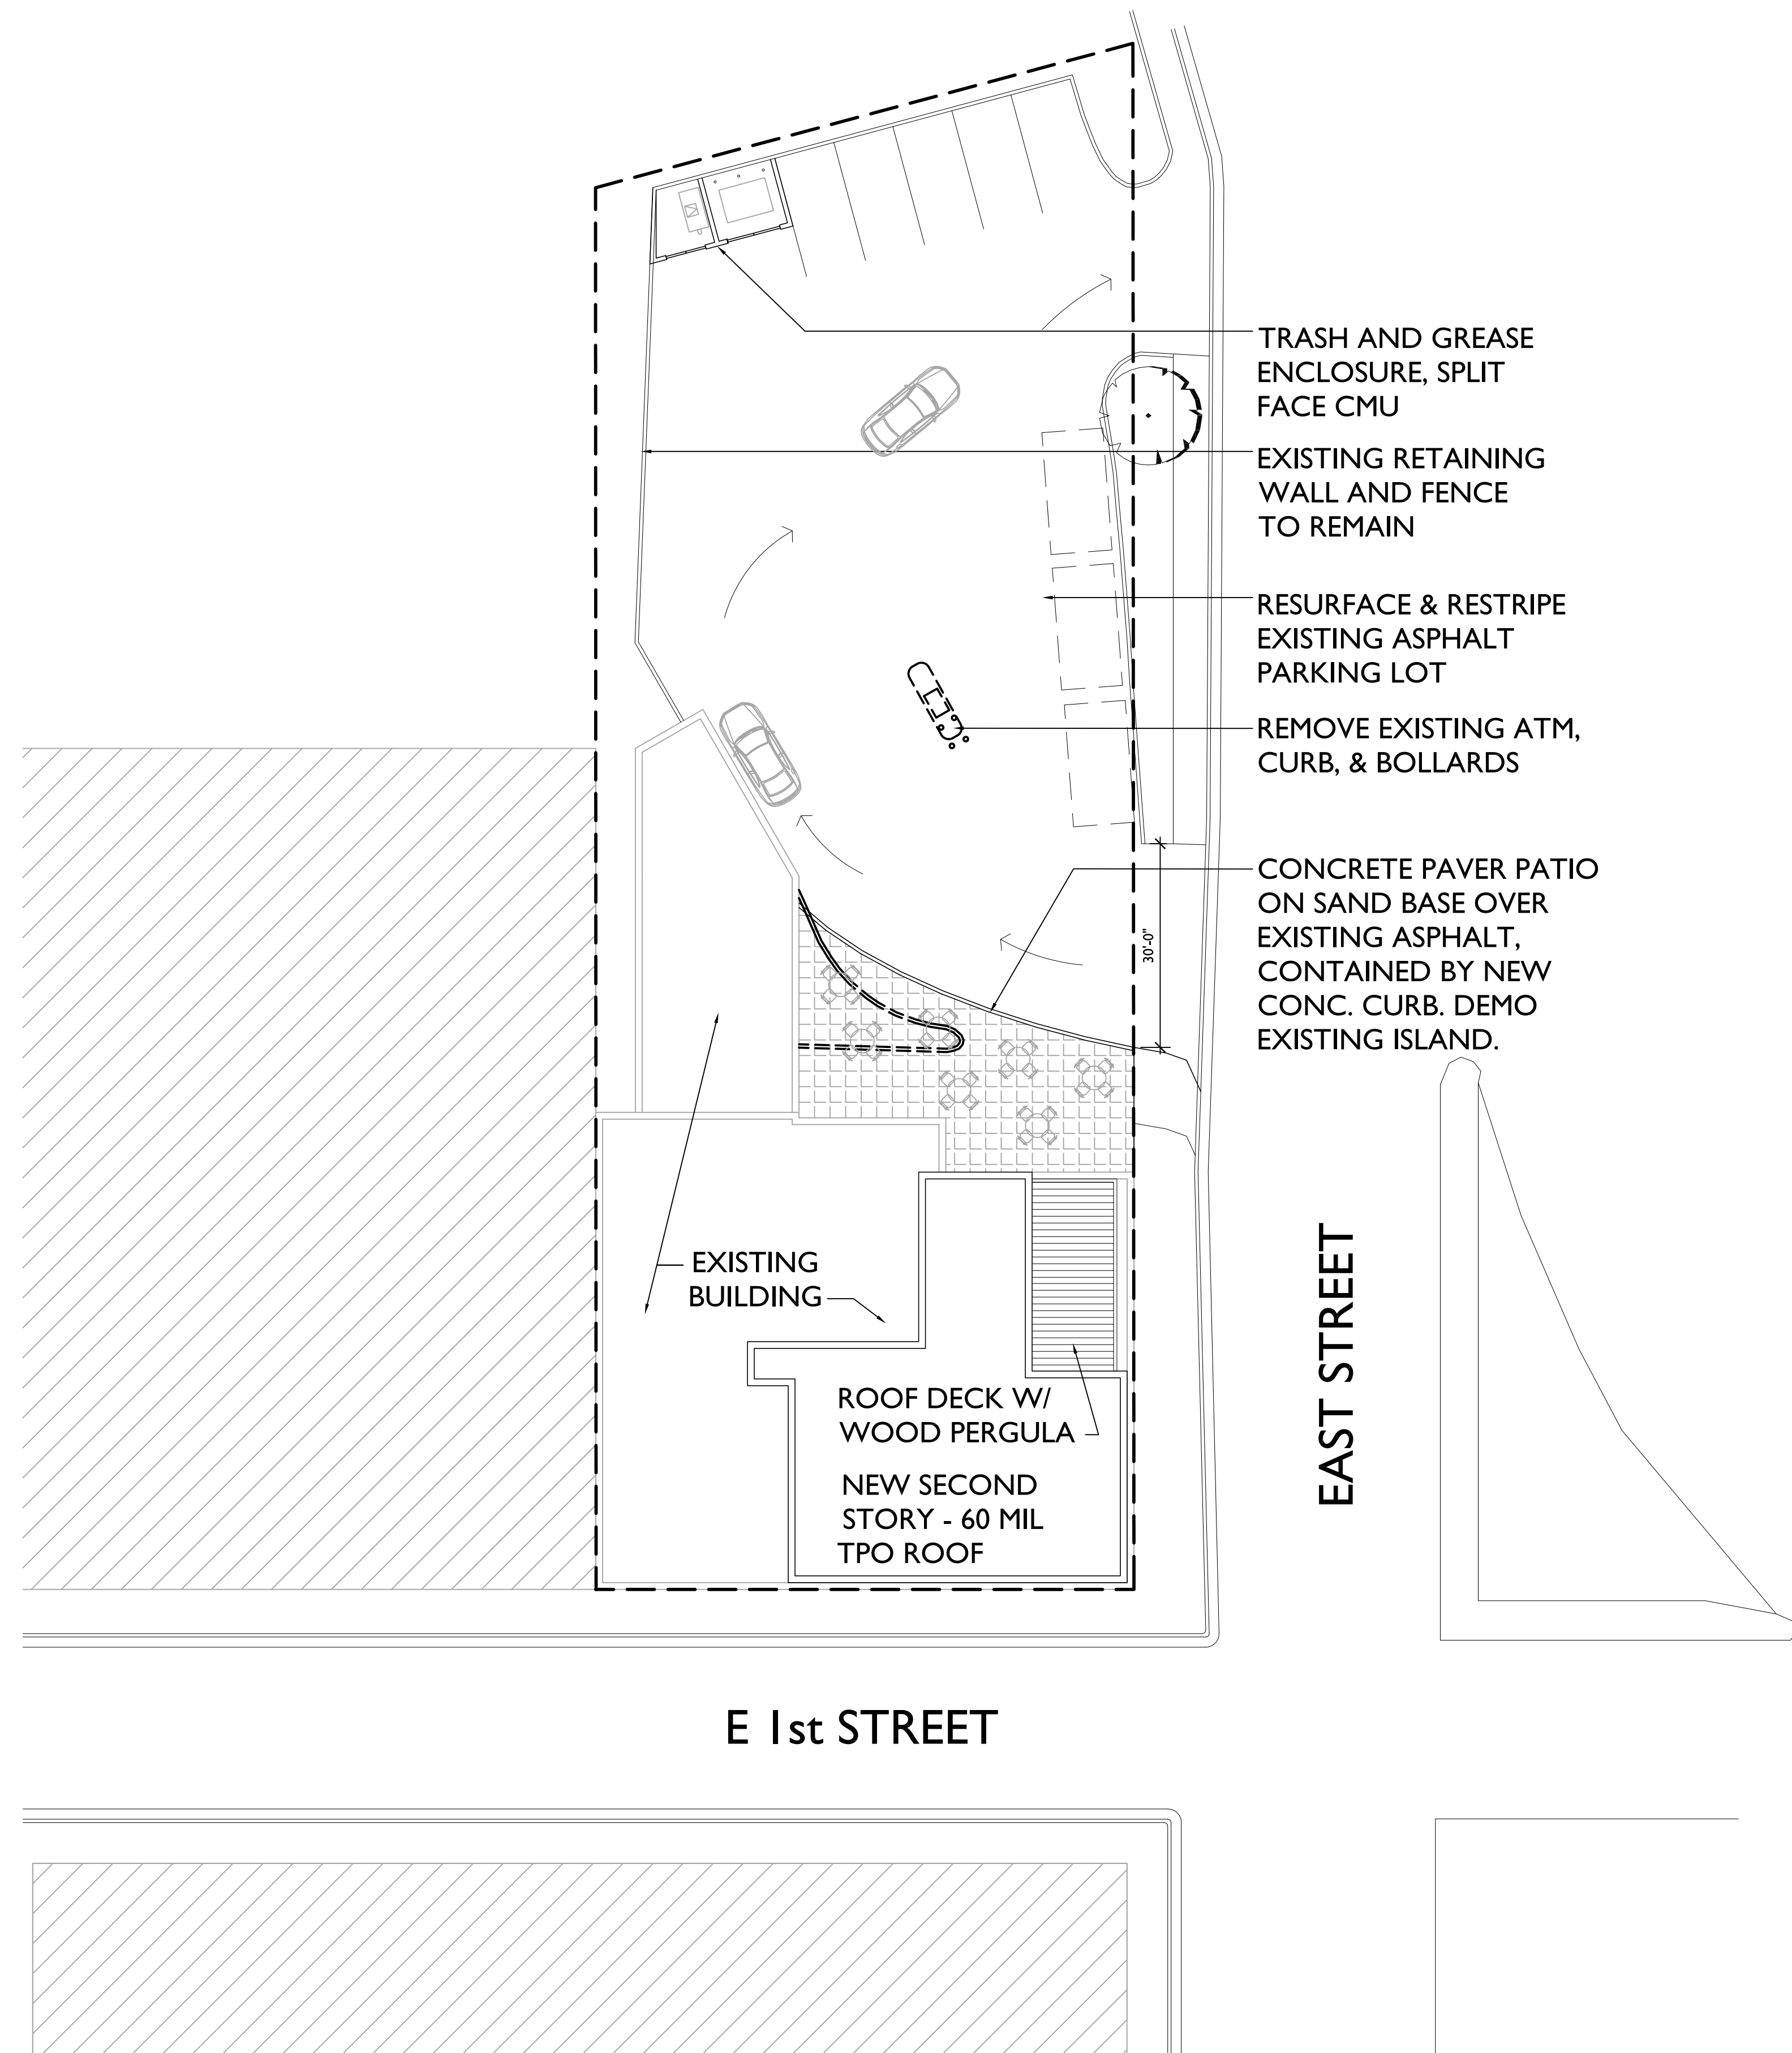 TRASH AND GREASE
ENCLOSURE, SPLIT
FACE CMU
EXISTING RETAINING
WALL AND FENCE
TO REMAIN
RESURFACE & RESTRIPE
EXISTING ASPHALT
PARKING LOT
REMOVE EXISTING ATM,
CURB, & BOLLARDS
CONCRETE PAVER PATIO
ON SAND BASE OVER
EXISTING ASPHALT,
CONTAINED BY NEW
CONC. CURB. DEMO
EXISTING ISLAND.
30'-0"
EXISTING
BUILDING
ROOF DECK W/
WOOD PERGULA
NEW SECOND
STORY - 60 MIL
TPO ROOF
EAST STREET
E 1st STREET